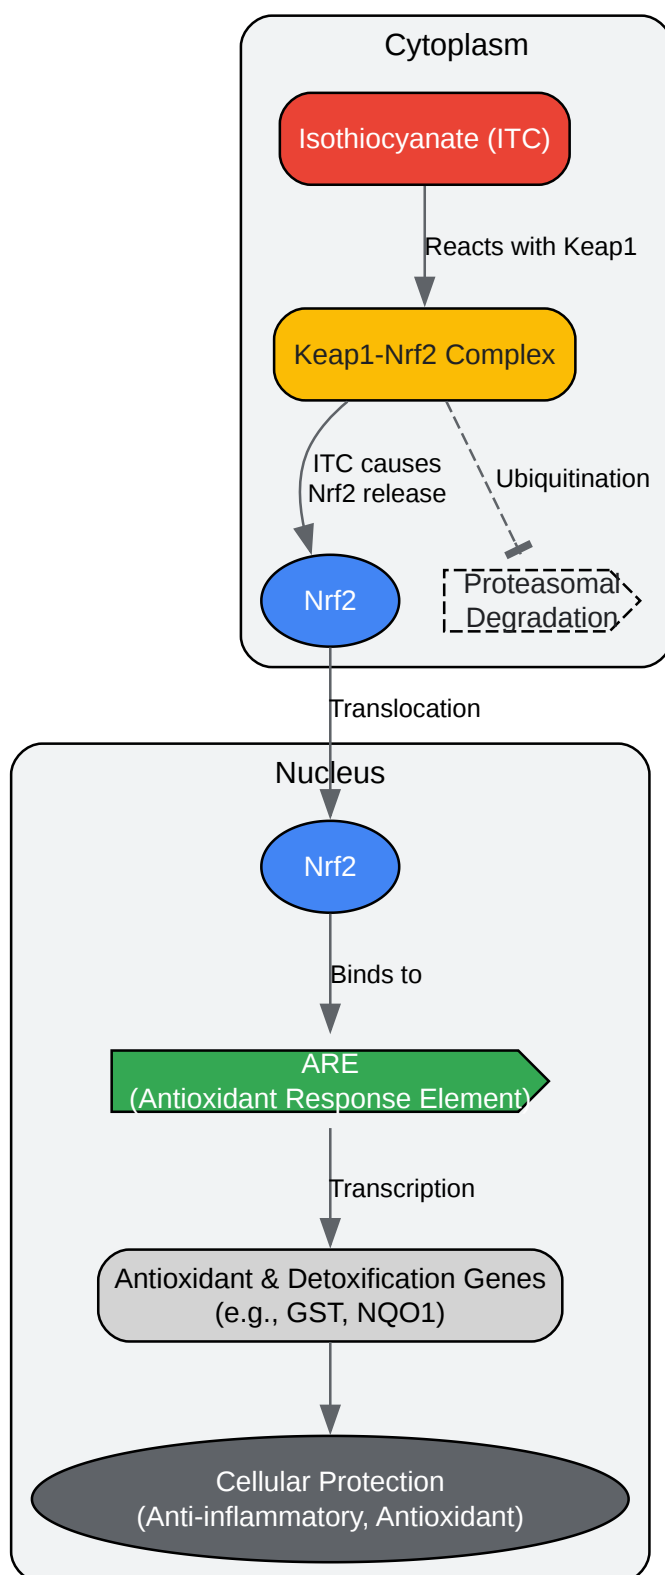 Cytoplasm
Isothiocyanate (ITC)
Reacts with Keap1
Keap1-Nrf2 Complex
ITC causes
Nrf2 release
Ubiquitination
Nrf2
Proteasomal
Degradation
Translocation
Nucleus
Nrf2
Binds to
ARE
(Antioxidant Response Element)
Transcription
Antioxidant & Detoxification Genes
(e.g., GST, NQO1)
Cellular Protection
(Anti-inflammatory, Antioxidant)